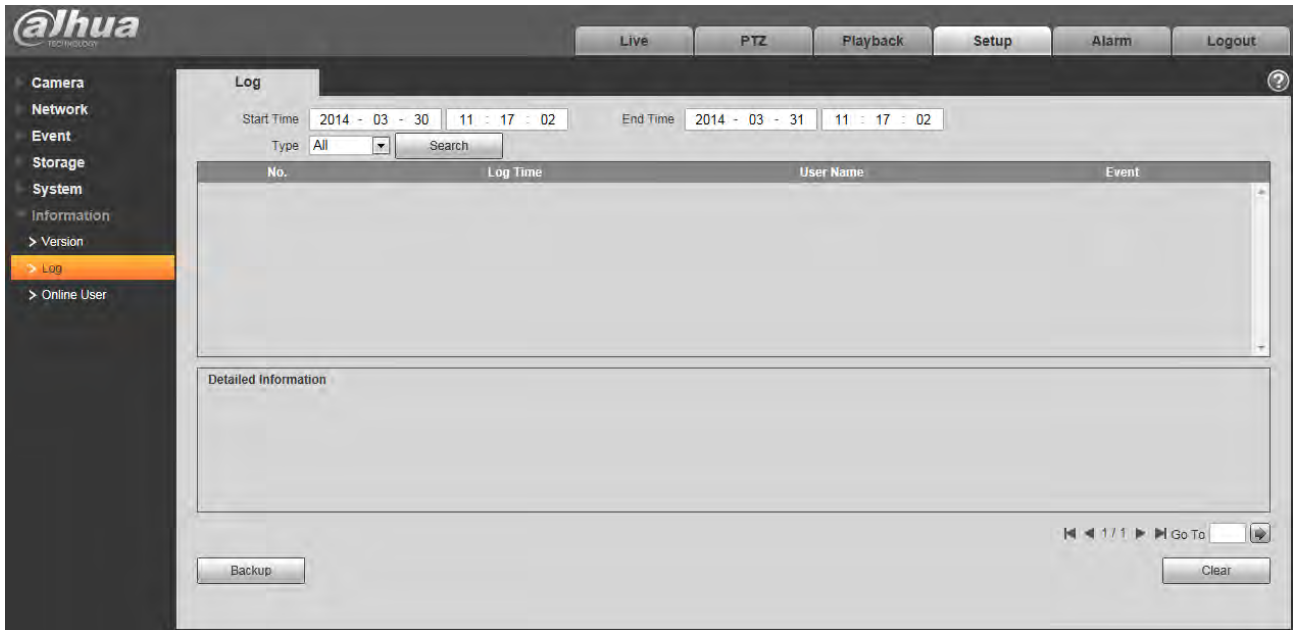 alhua
TECHNOLOGY
Live PTZ Playback Setup Alarm Logout
Camera
Network
Event
Storage
System
Information
> Version
> Log
> Online User
Log
Start Time 2014 - 03 - 30 11 : 17 : 02 End Time 2014 - 03 - 31 11 : 17 : 02
Type All Search
No. Log Time User Name Event
Detailed Information
1 / 1 Go To
Backup Clear